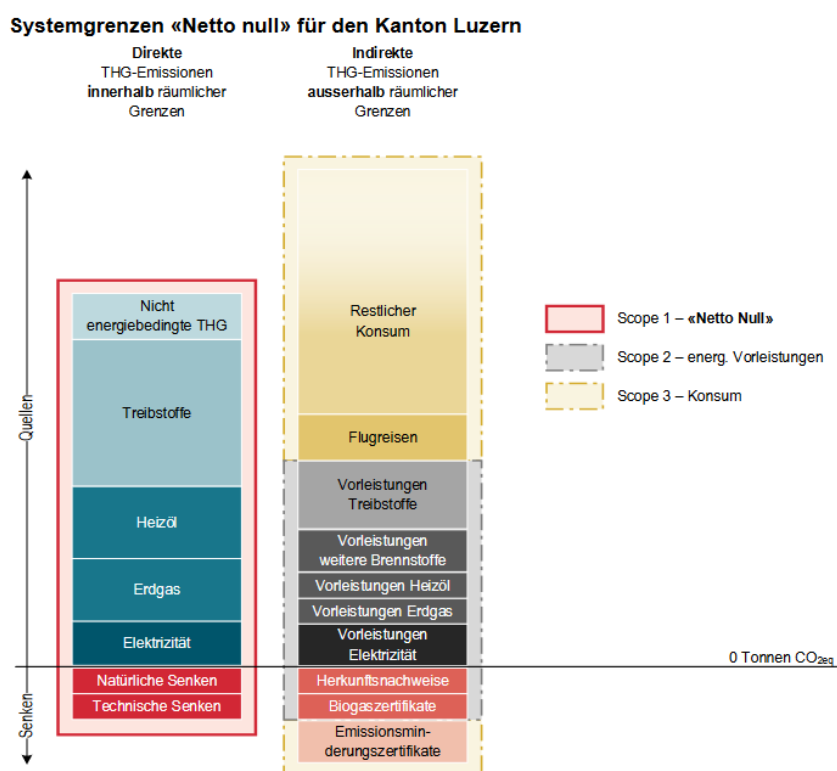 Systemgrenzen «Netto null» für den Kanton Luzern
Direkte
THG-Emissionen
innerhalb räumlicher
Grenzen
Indirekte
THG-Emissionen
ausserhalb räumlicher
Grenzen
Quellen
Senken
Nicht
energiebedingte THG
Treibstoffe
Heizöl
Erdgas
Elektrizität
Natürliche Senken
Technische Senken
Restlicher
Konsum
Flugreisen
Vorleistungen
Treibstoffe
Vorleistungen
weitere Brennstoffe
Vorleistungen Heizöl
Vorleistungen Erdgas
Vorleistungen
Elektrizität
Herkunftsnachweise
Biogaszertifikate
Emissionsmin-
derungszertifikate
Scope 1 – «Netto Null»
Scope 2 – energ. Vorleistungen
Scope 3 – Konsum
0 Tonnen CO2eq